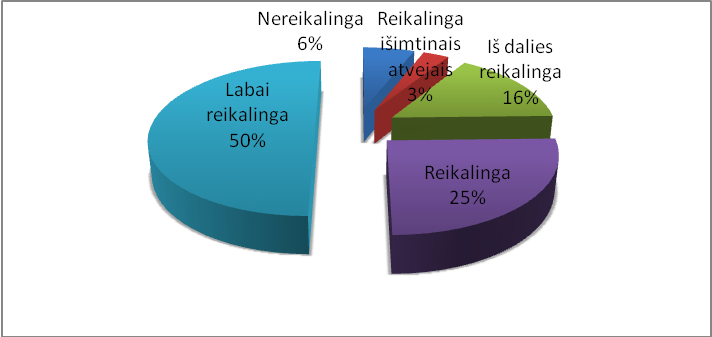 Nereikalinga
6%
Reikalinga
išimtinais
atvejais
3%
Iš dalies
reikalinga
16%
Reikalinga
25%
Labai
reikalinga
50%